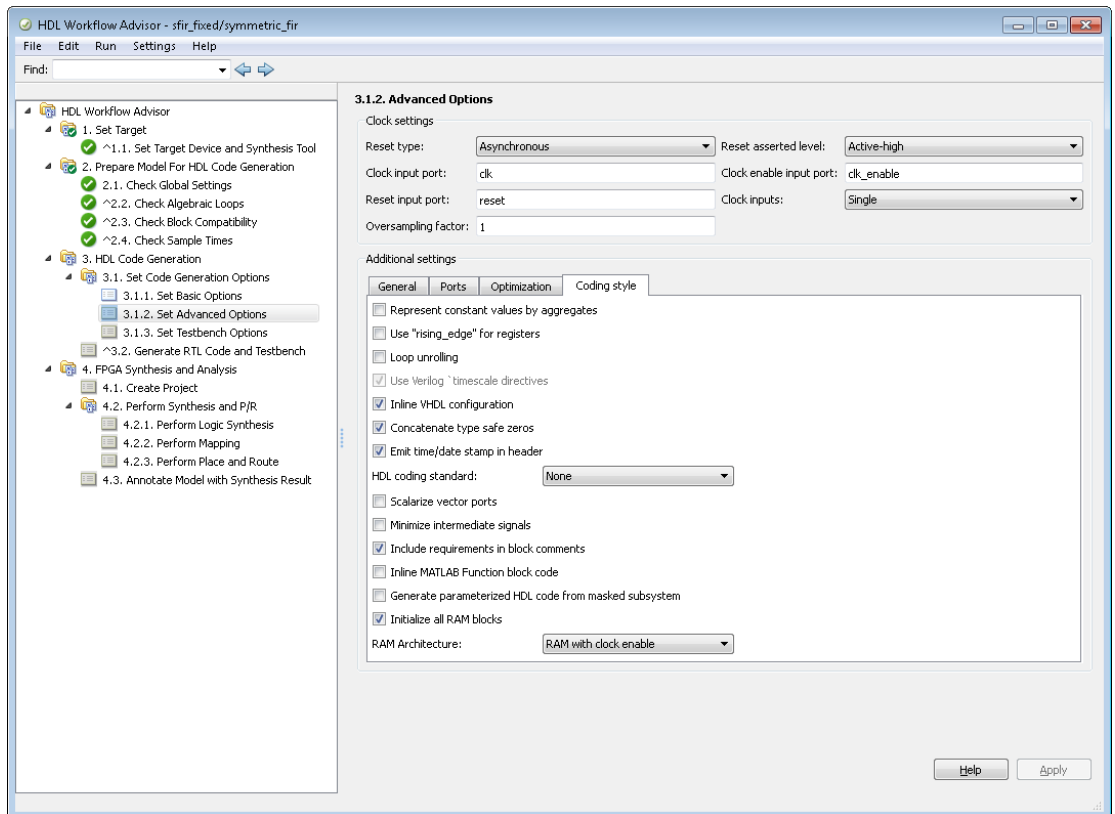 HDL Workflow Advisor - sfir_fixed/symmetric_fir
File Edit Run Settings Help
Find:
HDL Workflow Advisor
1. Set Target
^1.1. Set Target Device and Synthesis Tool
2. Prepare Model For HDL Code Generation
2.1. Check Global Settings
^2.2. Check Algebraic Loops
^2.3. Check Block Compatibility
^2.4. Check Sample Times
3. HDL Code Generation
3.1. Set Code Generation Options
3.1.1. Set Basic Options
3.1.2. Set Advanced Options
3.1.3. Set Testbench Options
^3.2. Generate RTL Code and Testbench
4. FPGA Synthesis and Analysis
4.1. Create Project
4.2. Perform Synthesis and P/R
4.2.1. Perform Logic Synthesis
4.2.2. Perform Mapping
4.2.3. Perform Place and Route
4.3. Annotate Model with Synthesis Result
3.1.2. Advanced Options
Clock settings
Reset type: Asynchronous Reset asserted level: Active-high
Clock input port: clk Clock enable input port: clk_enable
Reset input port: reset Clock inputs: Single
Oversampling factor: 1
Additional settings
General Ports Optimization Coding style
Represent constant values by aggregates
Use "rising_edge" for registers
Loop unrolling
Use Verilog `timescale directives
Inline VHDL configuration
Concatenate type safe zeros
Emit time/date stamp in header
HDL coding standard: None
Scalarize vector ports
Minimize intermediate signals
Include requirements in block comments
Inline MATLAB Function block code
Generate parameterized HDL code from masked subsystem
Initialize all RAM blocks
RAM Architecture: RAM with clock enable
Help Apply